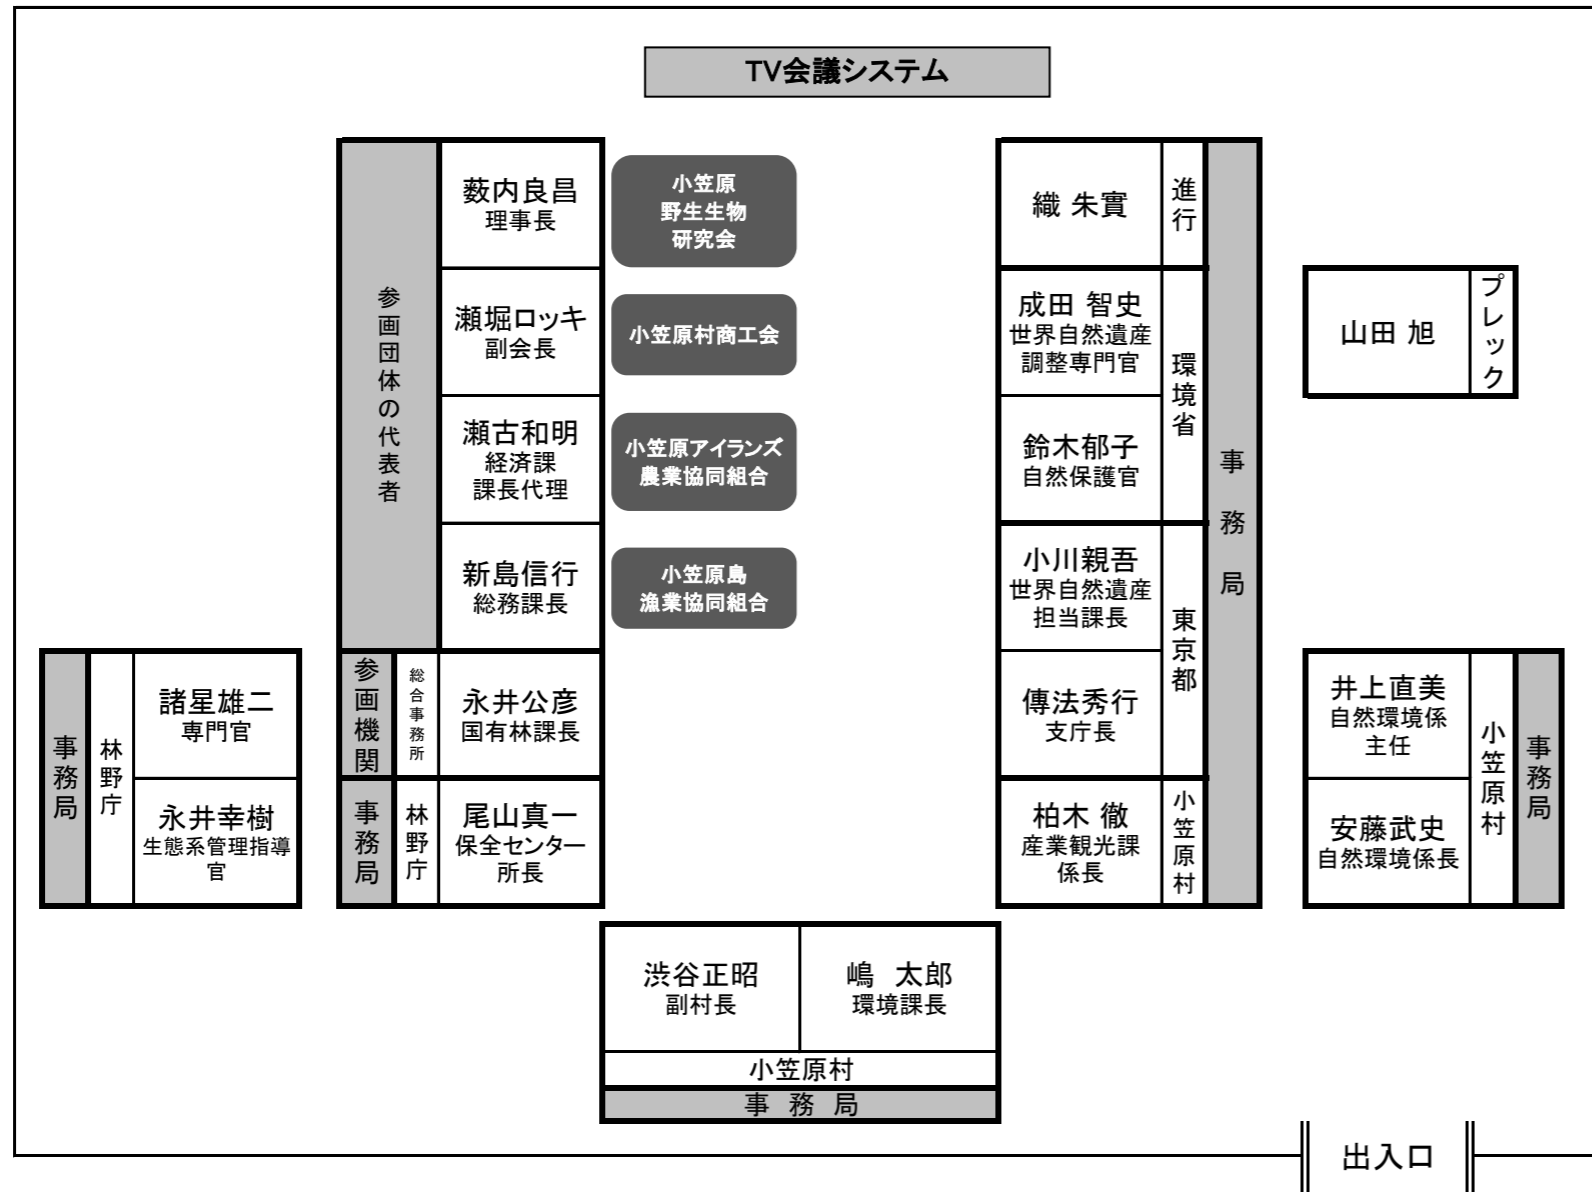 TV会議システム
参画団体の代表者
薮内良昌
理事長
小笠原
野生生物
研究会
瀬堀ロッキ
副会長
小笠原村商工会
瀬古和明
経済課
課長代理
小笠原アイランズ
農業協同組合
新島信行
総務課長
小笠原島
漁業協同組合
参画機関
総合事務所
永井公彦
国有林課長
事務局
林野庁
尾山真一
保全センター
所長
事務局
林野庁
諸星雄二
専門官
永井幸樹
生態系管理指導
官
織 朱實
進行
成田 智史
世界自然遺産
調整専門官
鈴木郁子
自然保護官
環境省
小川親吾
世界自然遺産
担当課長
傳法秀行
支庁長
東京都
柏木 徹
産業観光課
係長
小笠原村
事務局
山田 旭
プレック
井上直美
自然環境係
主任
安藤武史
自然環境係長
小笠原村
事務局
渋谷正昭
副村長
嶋 太郎
環境課長
小笠原村
事務局
出入口